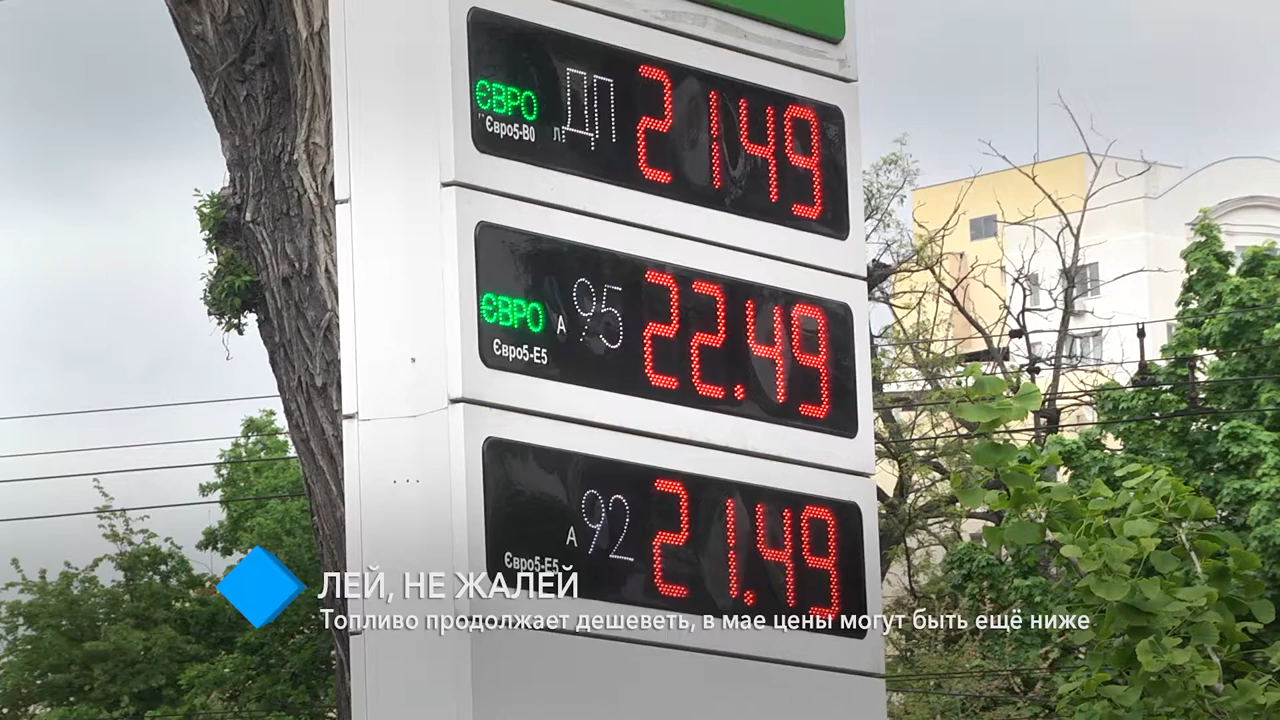 ЄВРО ДП 21.49
Євро5-В0
ЄВРО А 95 22.49
Євро5-Е5
А 92 21.49
Євро5-Е5
ЛЕЙ, НЕ ЖАЛЕЙ
Топливо продолжает дешеветь, в мае цены могут быть ещё ниже